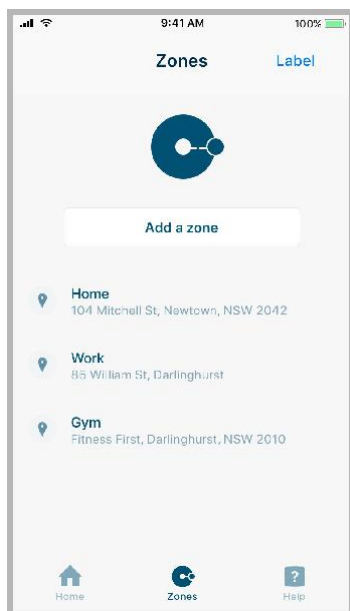 9:41 AM 100%
Zones Label
Add a zone
Home
104 Mitchell St, Newtown, NSW 2042
Work
85 William St, Darlinghurst
Gym
Fitness First, Darlinghurst, NSW 2010
Home Zones ? Help